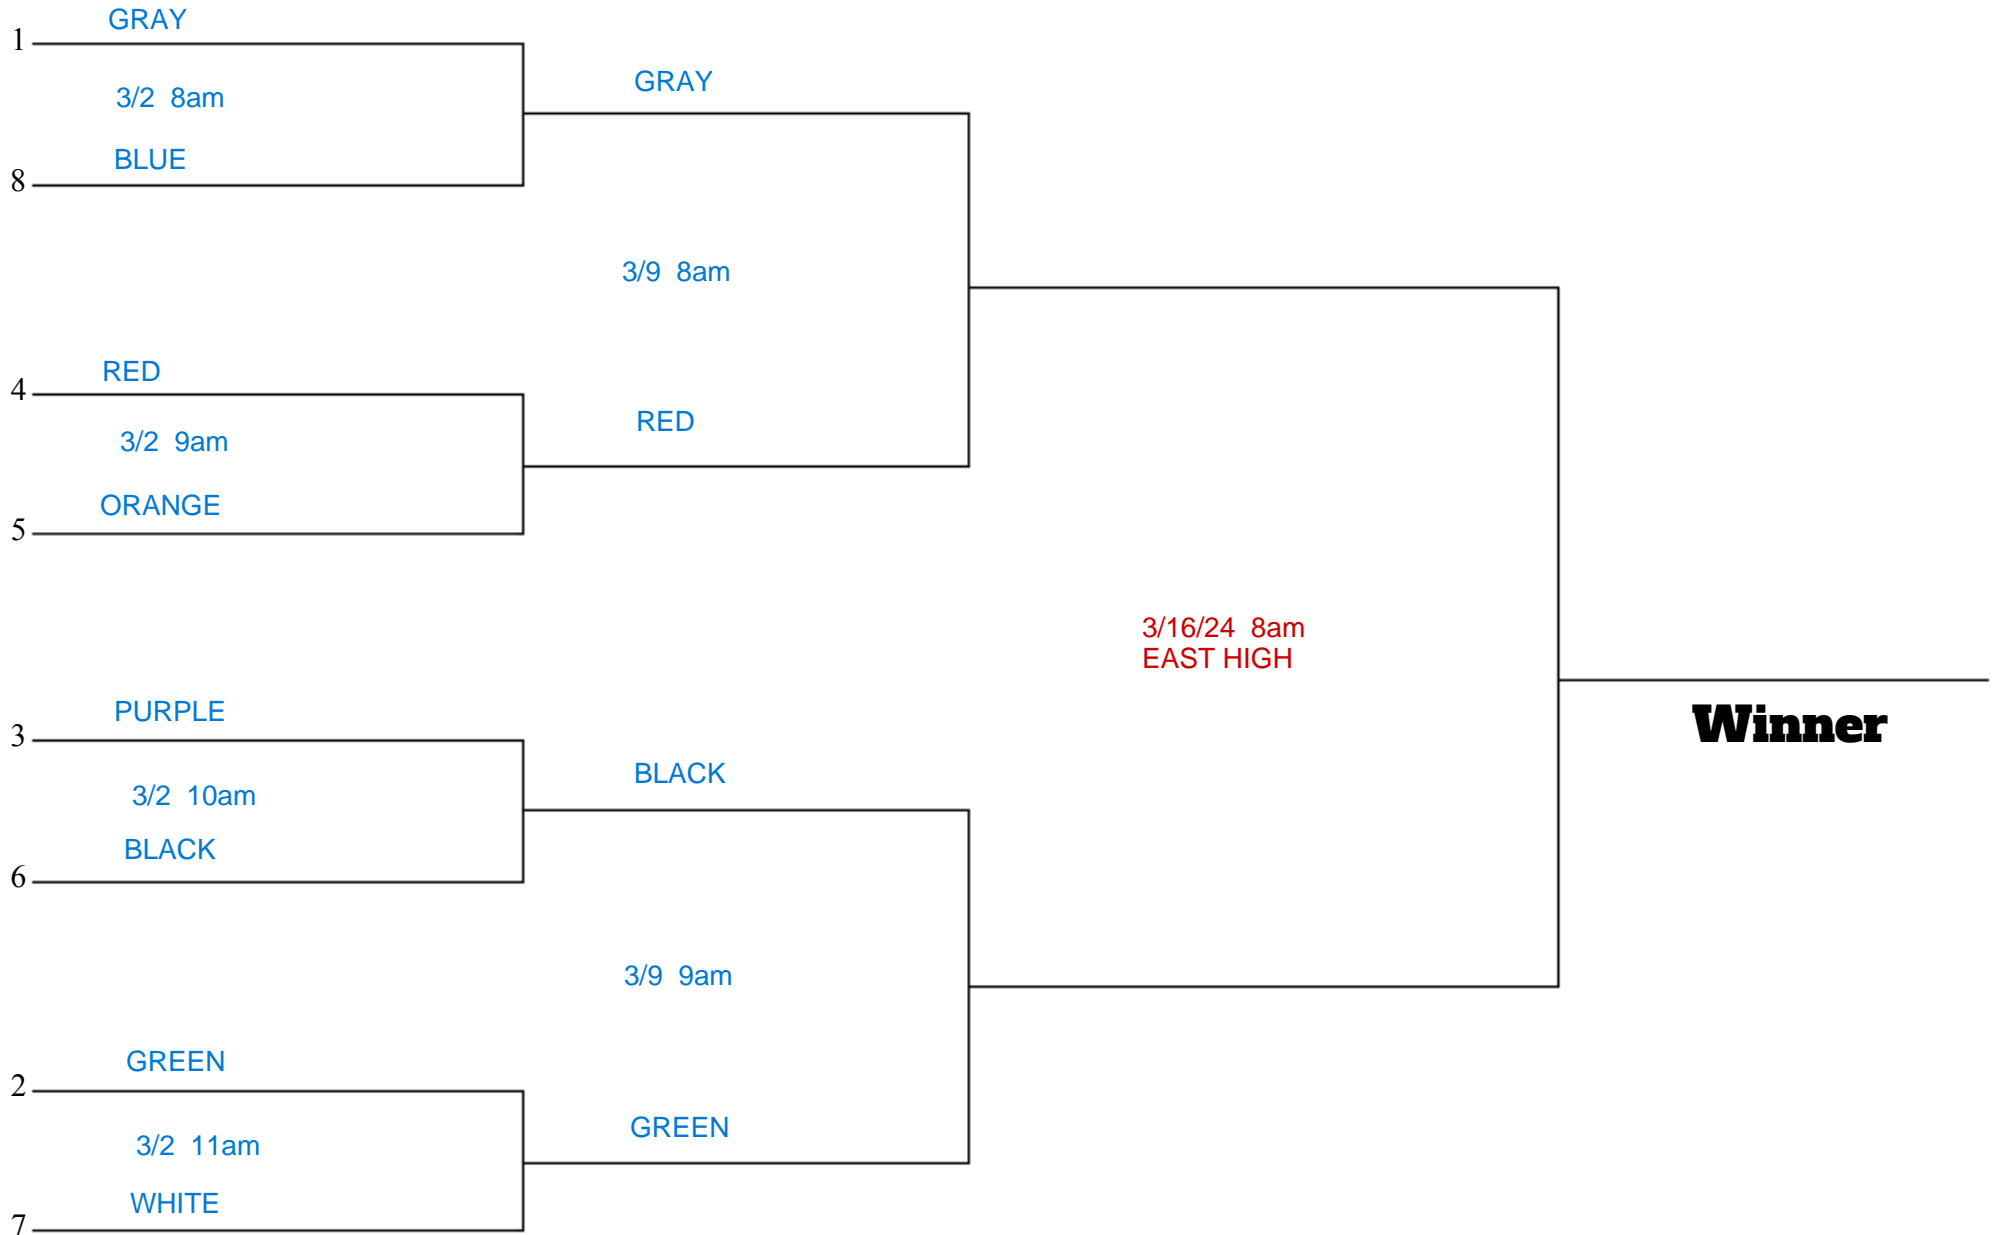 GRAY
1
3/2  8am
BLUE
8
GRAY
3/9  8am
RED
4
3/2  9am
ORANGE
5
RED
3/16/24  8am
EAST HIGH
Winner
PURPLE
3
3/2  10am
BLACK
6
BLACK
3/9  9am
GREEN
2
3/2  11am
WHITE
7
GREEN